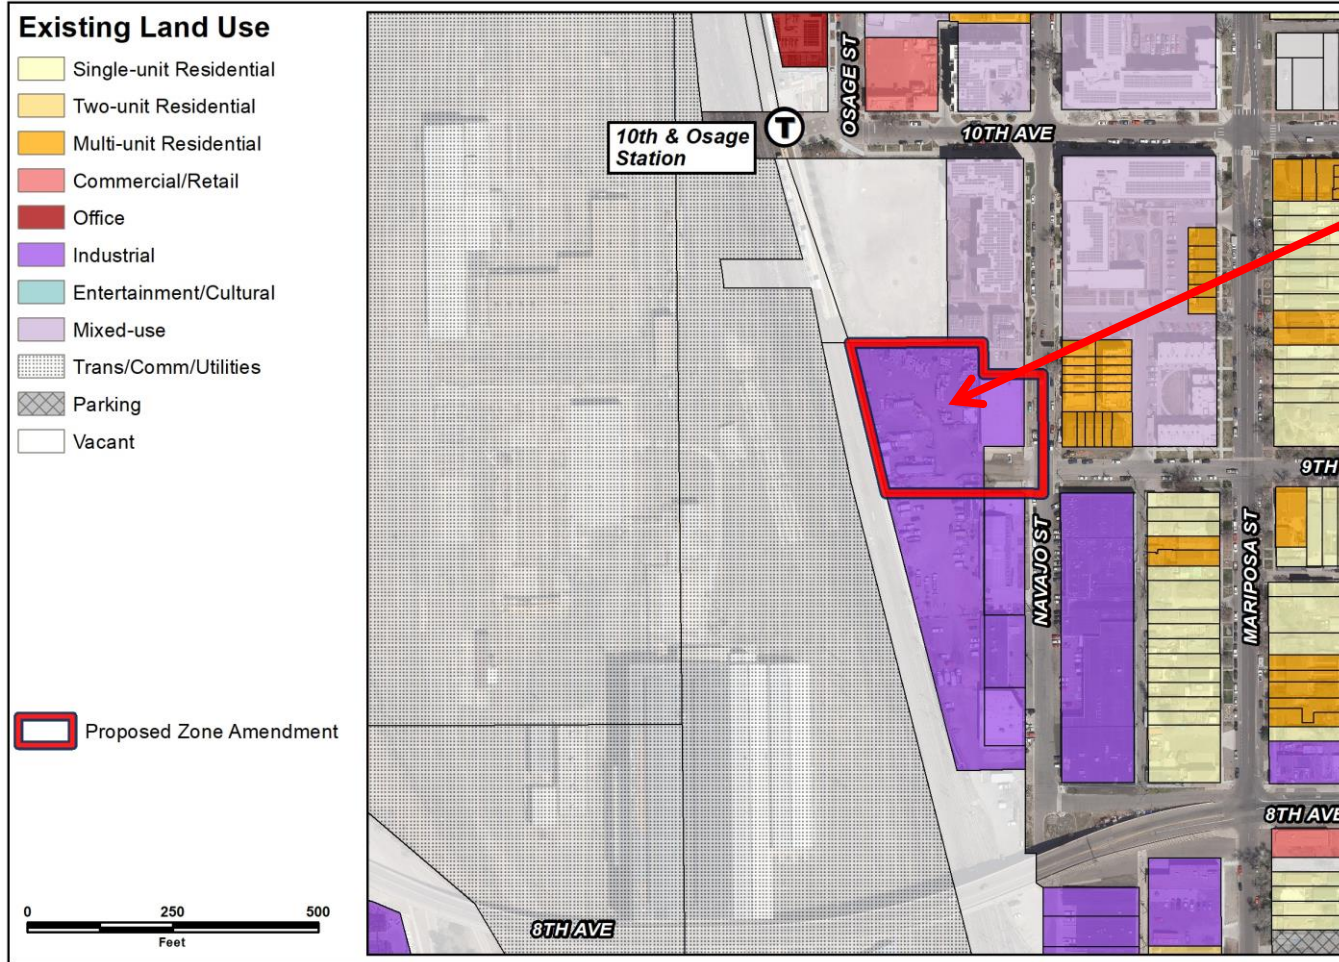 Existing Land Use
Single-unit Residential
Two-unit Residential
Multi-unit Residential
Commercial/Retail
Office
Industrial
Entertainment/Cultural
Mixed-use
Trans/Comm/Utilities
Parking
Vacant
Proposed Zone Amendment
0 250 500
Feet
OSAGE ST
10TH AVE
T
10th & Osage
Station
9TH
NAVAJO ST
MARIPOSA ST
8TH AVE
8TH AVE